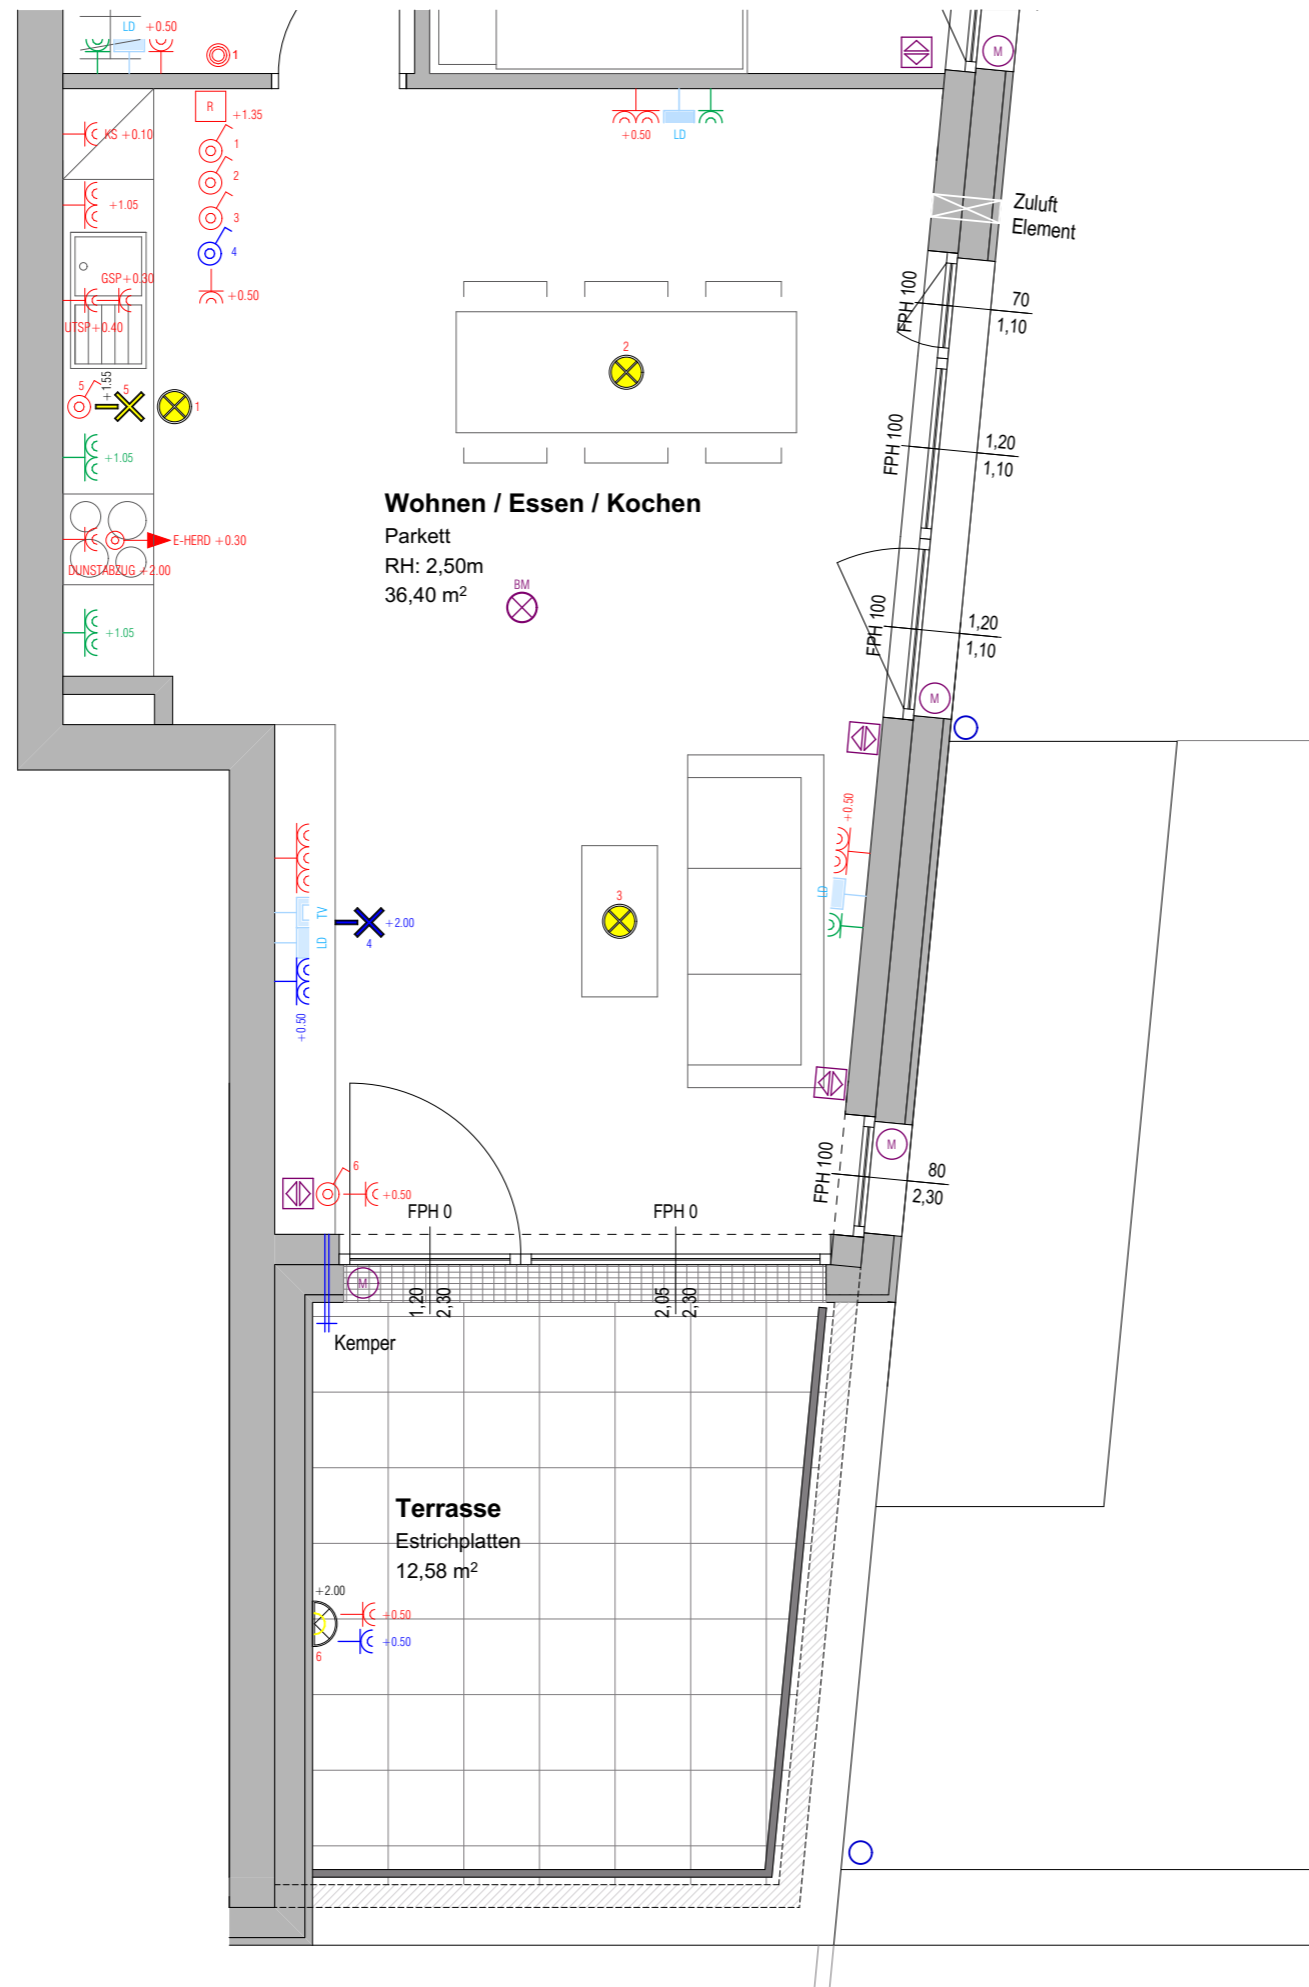 LD +0.50
1
M
R
+1.35
KS +0.10
1
+0.50
LD
2
+1.05
3
Zuluft
Element
4
GSP+0.30
+0.50
UTSP+0.40
FPH 100
70
1,10
2
5
+1.55
5
1
FPH 100
1,20
1,10
+1.05
Wohnen / Essen / Kochen
Parkett
RH: 2,50m
36,40 m²
E-HERD +0.30
DUNSTABZUG +2.00
BM
FPH 100
1,20
1,10
+1.05
M
+0.50
LD
3
TV
LD
+2.00
4
+0.50
FPH 100
M
80
2,30
6
+0.50
FPH 0
FPH 0
M
1,20
2,30
2,05
2,30
Kemper
Terrasse
Estrichplatten
12,58 m²
+2.00
+0.50
+0.50
6